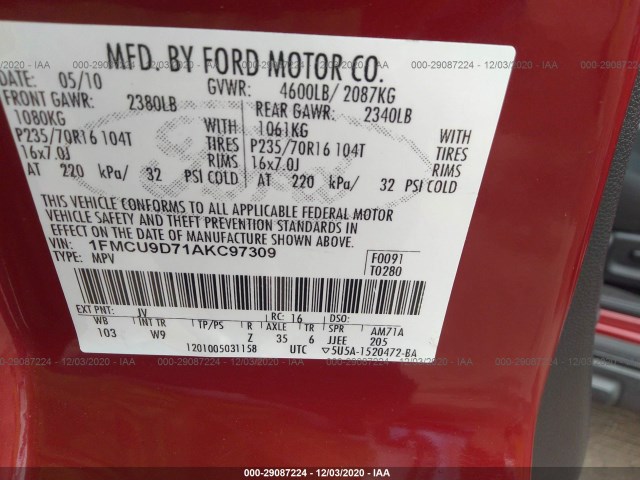 000-29087224 - 12/03/2020 - IAA
MFD. BY FORD MOTOR CO.
DATE: 05/10 GVWR: 4600LB/ 2087KG
FRONT GAWR: 2380LB REAR GAWR: 2340LB
1080KG WITH 1061KG WITH
P235/70R16 104T TIRES P235/70R16 104T TIRES
16x7.0J RIMS 16x7.0J RIMS
AT 220 kPa/ 32 PSI COLD AT 220 kPa/ 32 PSI COLD
THIS VEHICLE CONFORMS TO ALL APPLICABLE FEDERAL MOTOR
VEHICLE SAFETY AND THEFT PREVENTION STANDARDS IN
EFFECT ON THE DATE OF MANUFACTURE SHOWN ABOVE.
VIN: 1FMCU9D71AKC97309
TYPE: MPV
F0091
T0280
EXT PNT: JV RC: 16 DSO:
WB INT TR TP/PS R AXLE TR SPR AM71A
103 W9 Z 35 6 JJEE 205
1201005031158 UTC ▽5U5A-1520472-BA
000-29087224 - 12/03/2020 - IAA